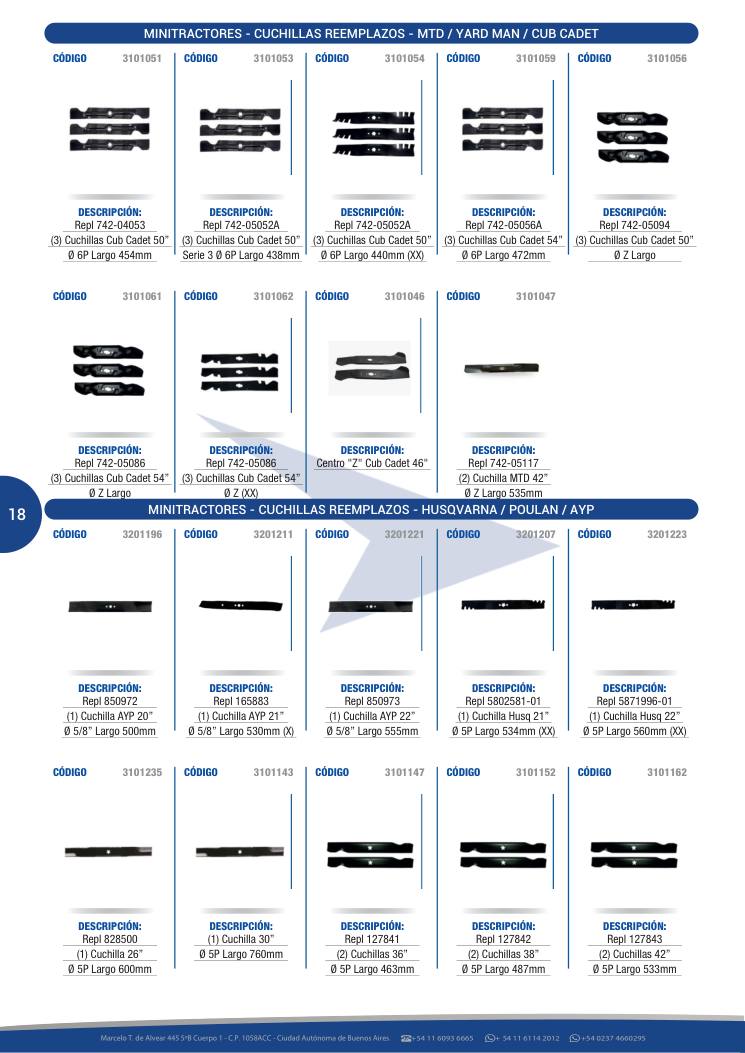 MINITRACTORES - CUCHILLAS REEMPLAZOS - MTD / YARD MAN / CUB CADET
CÓDIGO 3101051
DESCRIPCIÓN:
Repl 742-04053
(3) Cuchillas Cub Cadet 50”
Ø 6P Largo 454mm
CÓDIGO 3101053
DESCRIPCIÓN:
Repl 742-05052A
(3) Cuchillas Cub Cadet 50”
Serie 3 Ø 6P Largo 438mm
CÓDIGO 3101054
DESCRIPCIÓN:
Repl 742-05052A
(3) Cuchillas Cub Cadet 50”
Ø 6P Largo 440mm (XX)
CÓDIGO 3101059
DESCRIPCIÓN:
Repl 742-05056A
(3) Cuchillas Cub Cadet 54”
Ø 6P Largo 472mm
CÓDIGO 3101056
DESCRIPCIÓN:
Repl 742-05094
(3) Cuchillas Cub Cadet 50”
Ø Z Largo
CÓDIGO 3101061
DESCRIPCIÓN:
Repl 742-05086
(3) Cuchillas Cub Cadet 54”
Ø Z Largo
CÓDIGO 3101062
DESCRIPCIÓN:
Repl 742-05086
(3) Cuchillas Cub Cadet 54”
Ø Z (XX)
CÓDIGO 3101046
DESCRIPCIÓN:
Centro "Z" Cub Cadet 46”
CÓDIGO 3101047
DESCRIPCIÓN:
Repl 742-05117
(2) Cuchilla MTD 42”
Ø Z Largo 535mm
18
MINITRACTORES - CUCHILLAS REEMPLAZOS - HUSQVARNA / POULAN / AYP
CÓDIGO 3201196
DESCRIPCIÓN:
Repl 850972
(1) Cuchilla AYP 20”
Ø 5/8” Largo 500mm
CÓDIGO 3201211
DESCRIPCIÓN:
Repl 165883
(1) Cuchilla AYP 21”
Ø 5/8” Largo 530mm (X)
CÓDIGO 3201221
DESCRIPCIÓN:
Repl 850973
(1) Cuchilla AYP 22”
Ø 5/8” Largo 555mm
CÓDIGO 3201207
DESCRIPCIÓN:
Repl 5802581-01
(1) Cuchilla Husq 21”
Ø 5P Largo 534mm (XX)
CÓDIGO 3201223
DESCRIPCIÓN:
Repl 5871996-01
(1) Cuchilla Husq 22”
Ø 5P Largo 560mm (XX)
CÓDIGO 3101235
DESCRIPCIÓN:
Repl 828500
(1) Cuchilla 26”
Ø 5P Largo 600mm
CÓDIGO 3101143
DESCRIPCIÓN:
(1) Cuchilla 30”
Ø 5P Largo 760mm
CÓDIGO 3101147
DESCRIPCIÓN:
Repl 127841
(2) Cuchillas 36”
Ø 5P Largo 463mm
CÓDIGO 3101152
DESCRIPCIÓN:
Repl 127842
(2) Cuchillas 38”
Ø 5P Largo 487mm
CÓDIGO 3101162
DESCRIPCIÓN:
Repl 127843
(2) Cuchillas 42”
Ø 5P Largo 533mm
Marcelo T. de Alvear 445 5ºB Cuerpo 1 - C.P. 1058ACC - Ciudad Autónoma de Buenos Aires +54 11 6093 6665 + 54 11 6114 2012 +54 0237 4660295